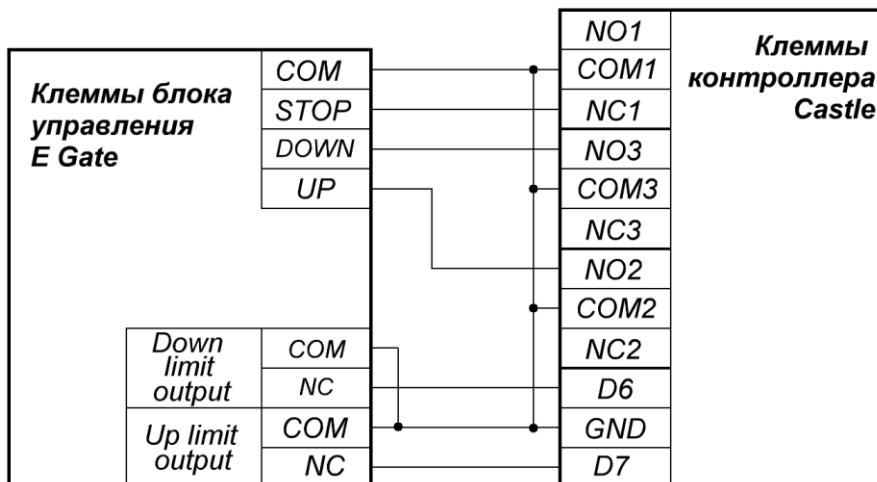 Клеммы блока
управления
E Gate
COM
STOP
DOWN
UP
Down
limit
output
COM
NC
Up limit
output
COM
NC
NO1
COM1
NC1
NO3
COM3
NC3
NO2
COM2
NC2
D6
GND
D7
Клеммы
контроллера
Castle